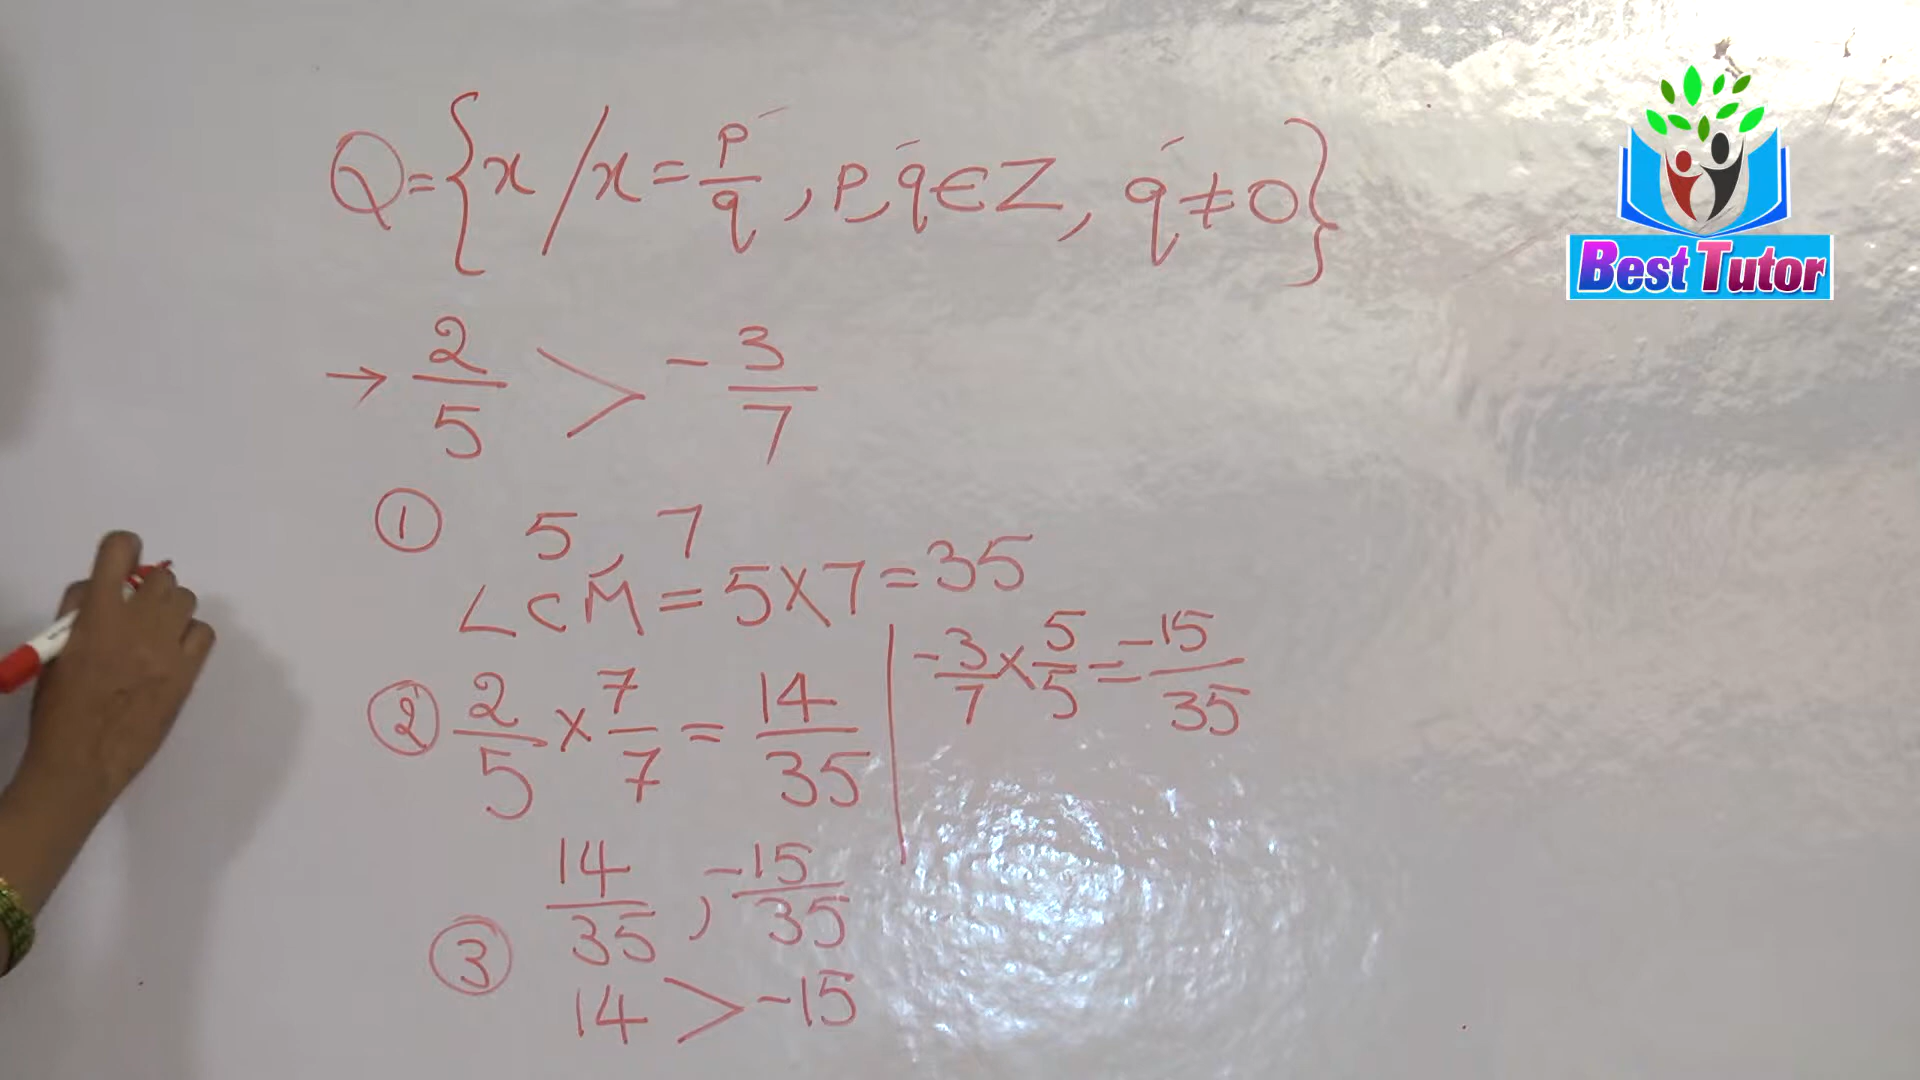 Q = {x / x = p/q , p, q ∈ Z, q ≠ 0}
→ 2/5 > -3/7
① 5, 7
LCM = 5 × 7 = 35
② 2/5 × 7/7 = 14/35 | -3/7 × 5/5 = -15/35
③ 14/35 , -15/35
14 > -15
Best Tutor